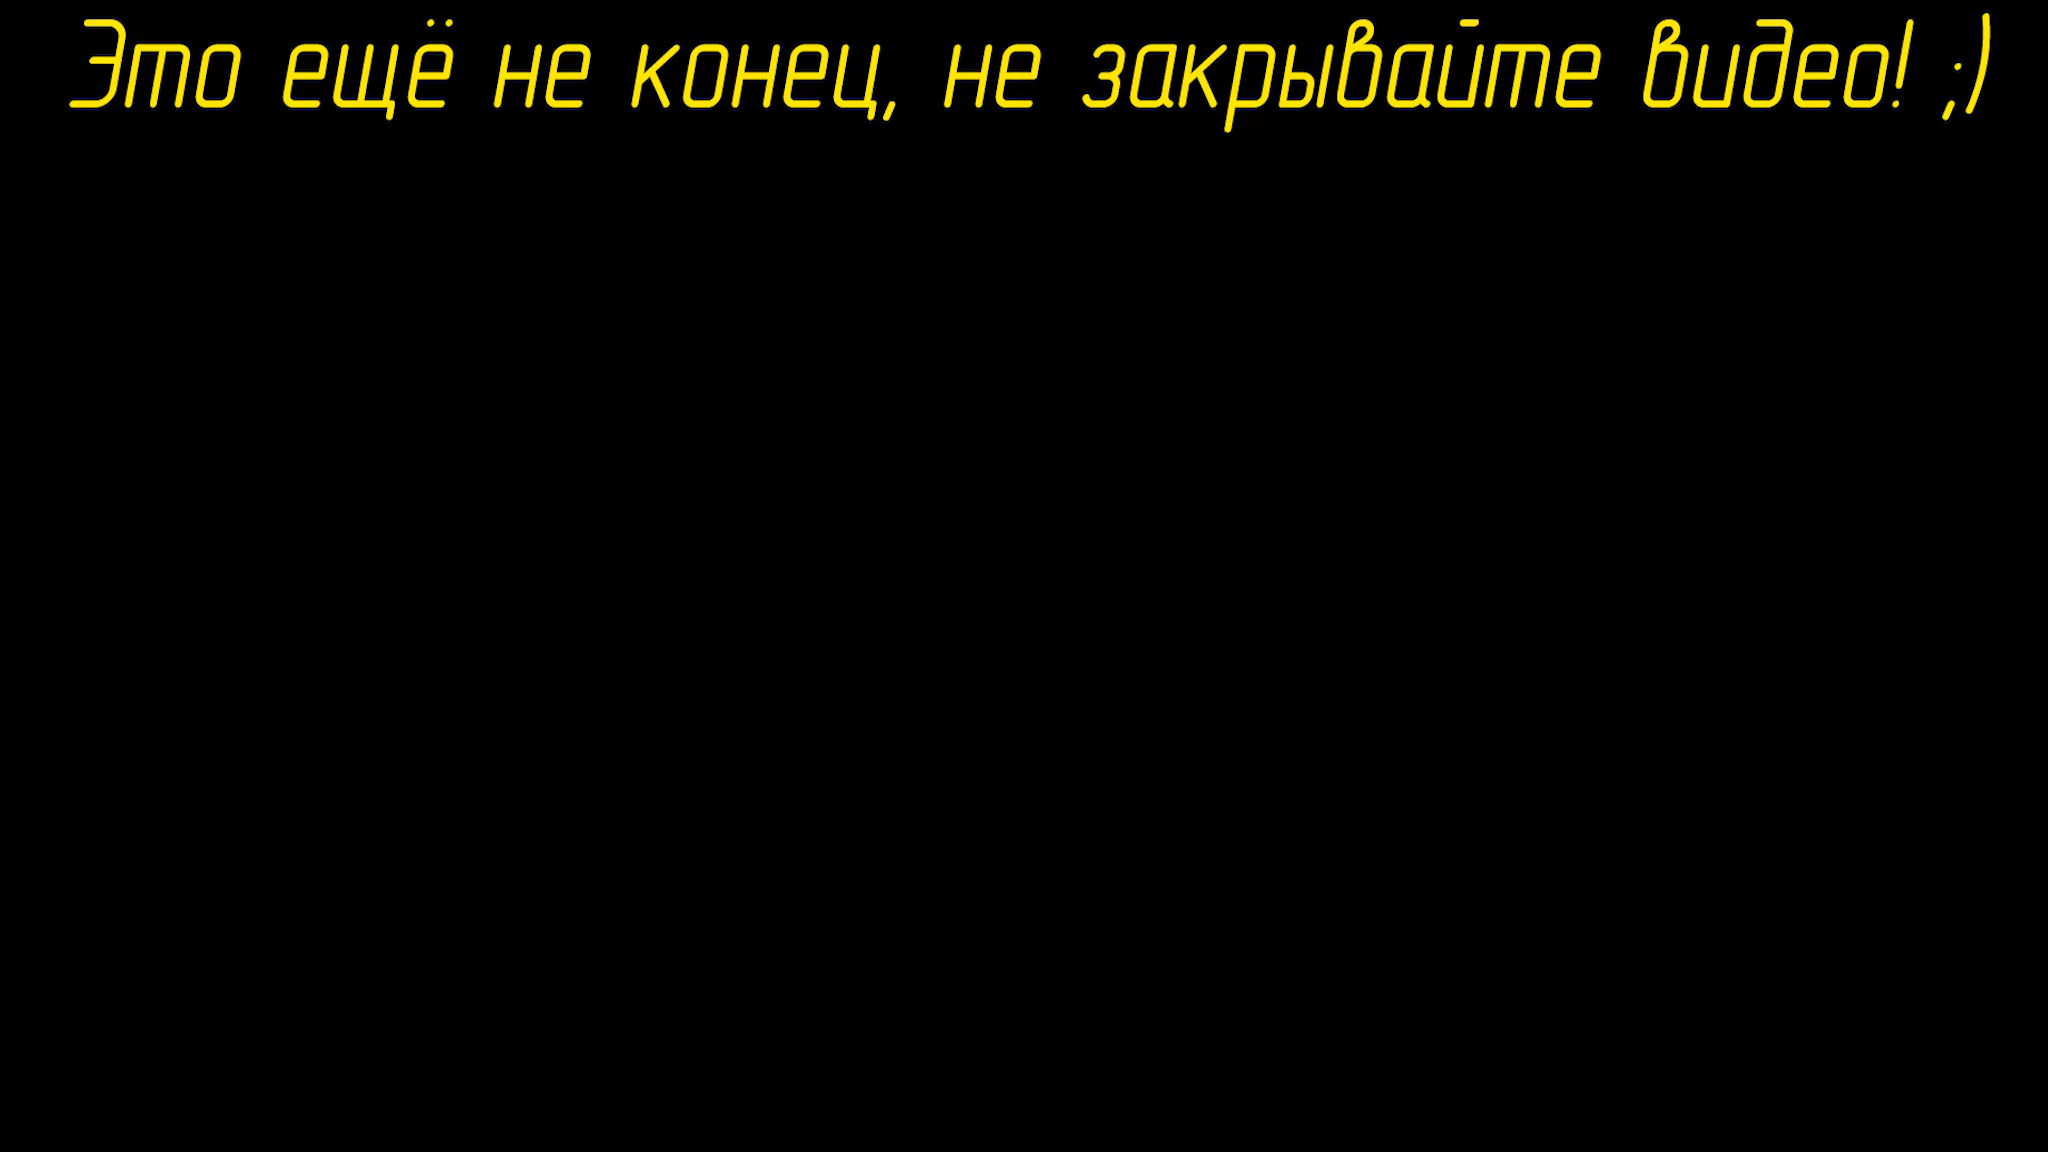 Это ещё не конец, не закрывайте видео! ;)